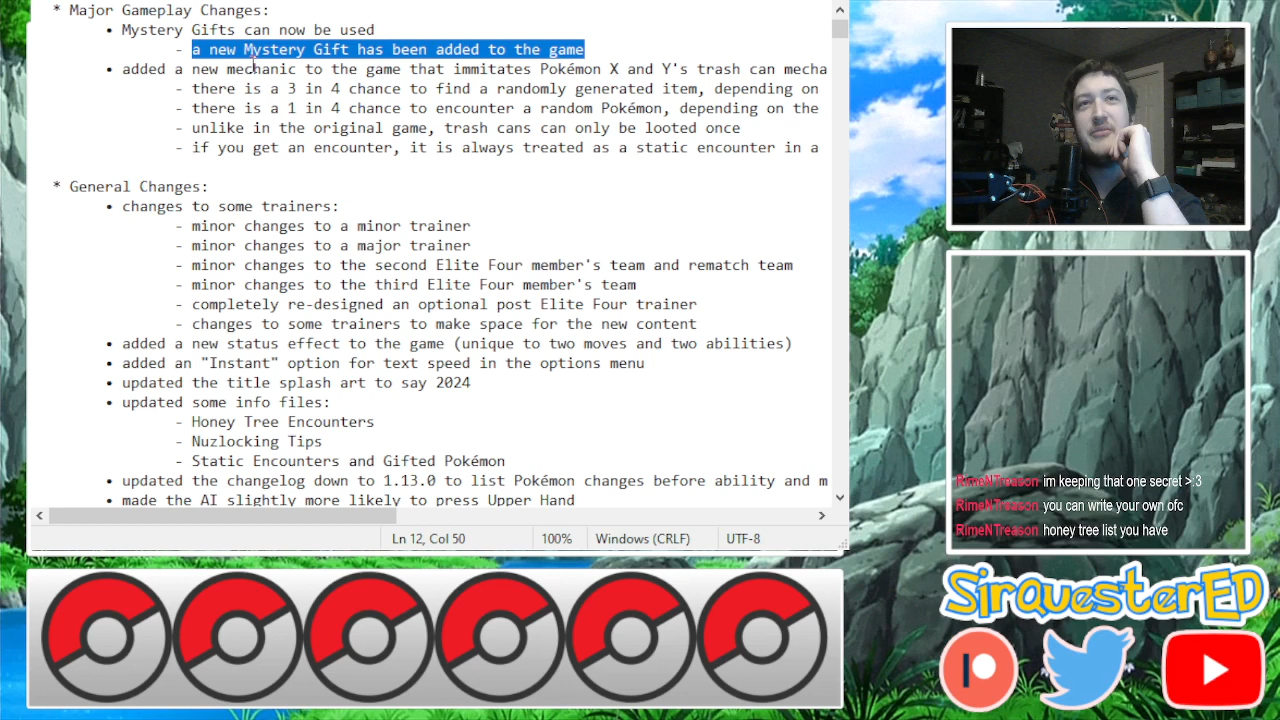 * Major Gameplay Changes:
• Mystery Gifts can now be used
- a new Mystery Gift has been added to the game
• added a new mechanic to the game that immitates Pokémon X and Y's trash can mecha
- there is a 3 in 4 chance to find a randomly generated item, depending on
- there is a 1 in 4 chance to encounter a random Pokémon, depending on the
- unlike in the original game, trash cans can only be looted once
- if you get an encounter, it is always treated as a static encounter in a
* General Changes:
• changes to some trainers:
- minor changes to a minor trainer
- minor changes to a major trainer
- minor changes to the second Elite Four member's team and rematch team
- minor changes to the third Elite Four member's team
- completely re-designed an optional post Elite Four trainer
- changes to some trainers to make space for the new content
• added a new status effect to the game (unique to two moves and two abilities)
• added an "Instant" option for text speed in the options menu
• updated the title splash art to say 2024
• updated some info files:
- Honey Tree Encounters
- Nuzlocking Tips
- Static Encounters and Gifted Pokémon
• updated the changelog down to 1.13.0 to list Pokémon changes before ability and m
• made the AI slightly more likely to press Upper Hand
Ln 12, Col 50 100% Windows (CRLF) UTF-8
RimeNTreason im keeping that one secret >:3
RimeNTreason you can write your own ofc
RimeNTreason honey tree list you have
SirquesterED